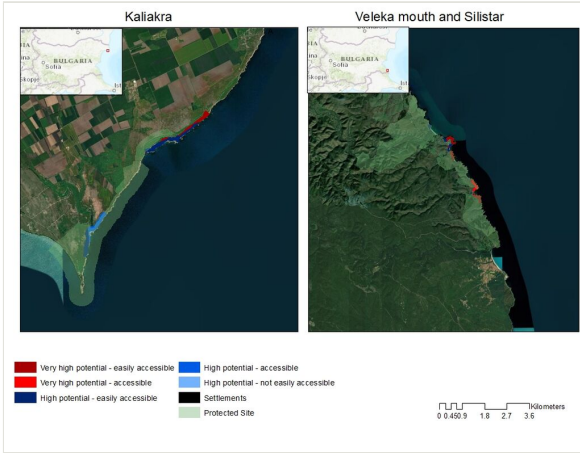 Kaliakra
Veleka mouth and Silistar
BULGARIA
Sofia
BULGARIA
Sofia
Very high potential - easily accessible
Very high potential - accessible
High potential - easily accessible
High potential - accessible
High potential - not easily accessible
Settlements
Protected Site
Kilometers
0 0.450.9 1.8 2.7 3.6